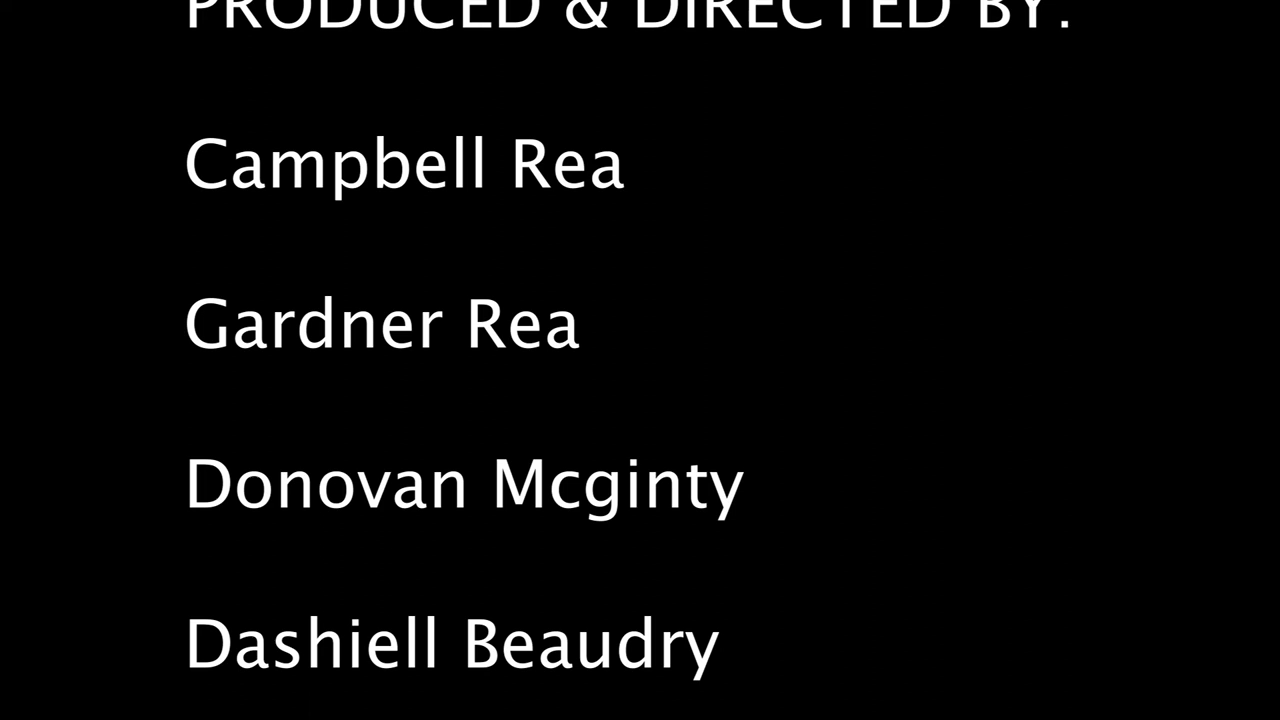 PRODUCED & DIRECTED BY:
Campbell Rea
Gardner Rea
Donovan Mcginty
Dashiell Beaudry